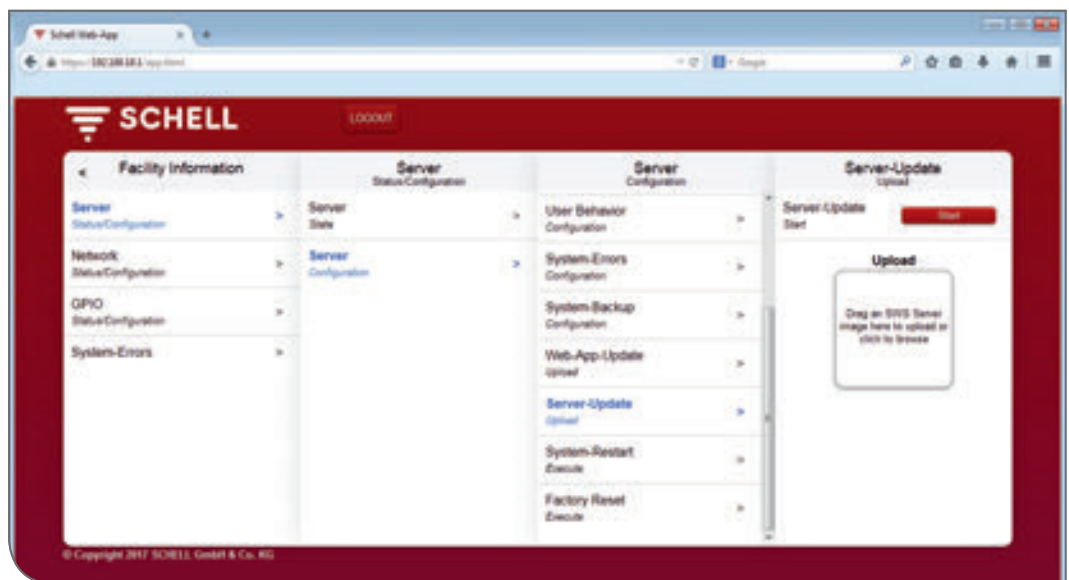 Schell Web-App
Google
SCHELL
LOGOUT
< Facility Information
Server
Status/Configuration
>
Network
Status/Configuration
>
GPIO
Status/Configuration
>
System-Errors
>
Server
Status/Configuration
Server
State
>
Server
Configuration
>
Server
Configuration
User Behavior
Configuration
>
System-Errors
Configuration
>
System-Backup
Configuration
>
Web-App-Update
Upload
>
Server-Update
Upload
>
System-Restart
Execute
>
Factory Reset
Execute
>
Server-Update
Upload
Server-Update
Start
Start
Upload
Drag an SWS Server
image here to upload or
click to browse
© Copyright 2017 SCHELL GmbH & Co. KG